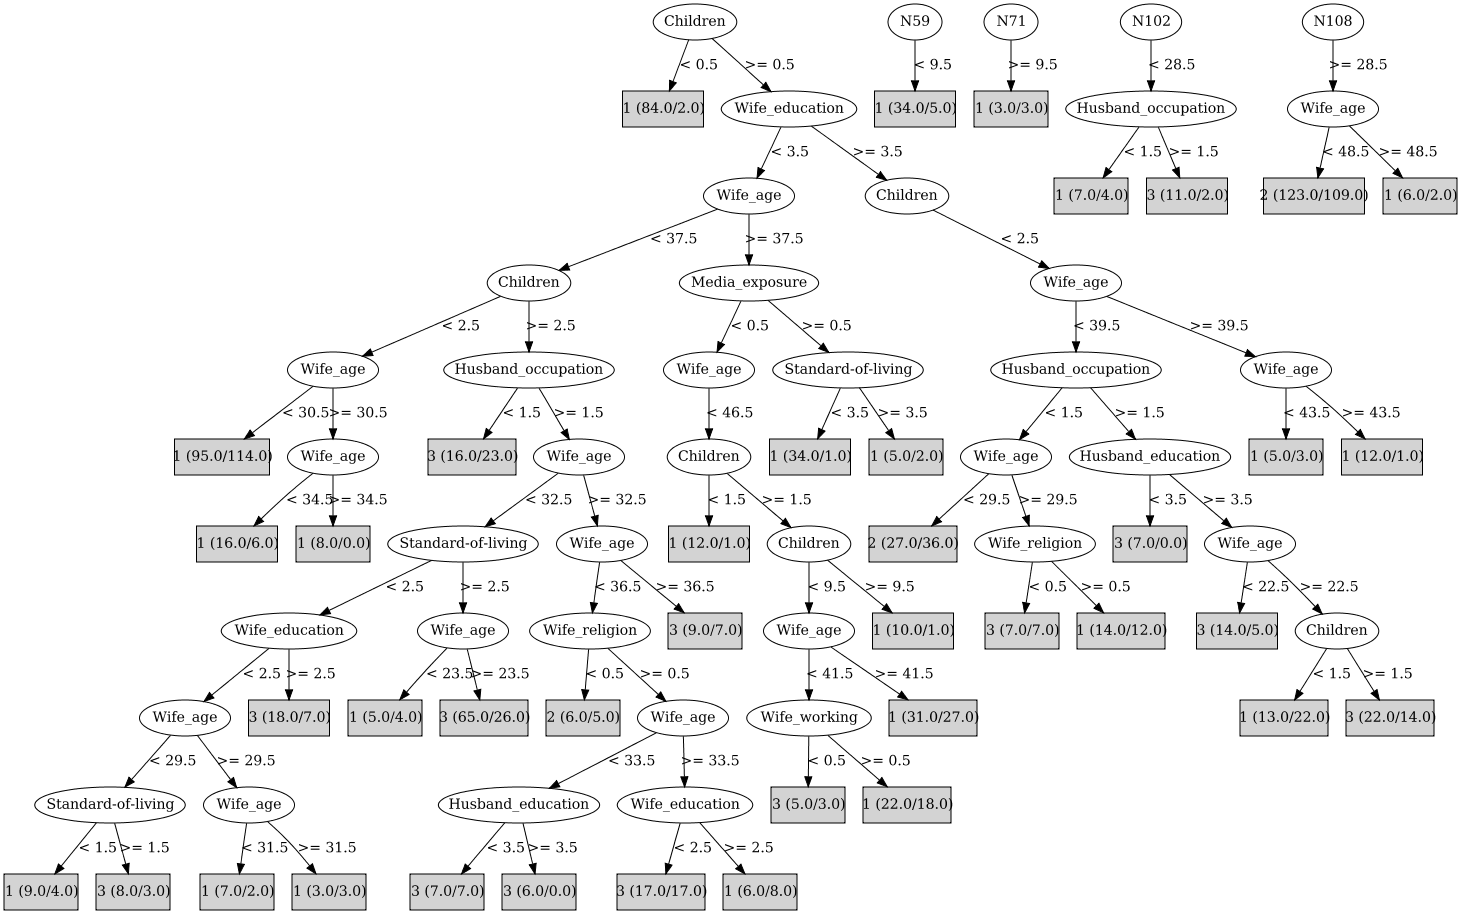 Children N59 N71 N102 N108
< 0.5 >= 0.5 < 9.5 >= 9.5 < 28.5 >= 28.5
1 (84.0/2.0) Wife_education 1 (34.0/5.0) 1 (3.0/3.0) Husband_occupation Wife_age
< 3.5 >= 3.5 < 1.5 >= 1.5 < 48.5 >= 48.5
Wife_age Children 1 (7.0/4.0) 3 (11.0/2.0) 2 (123.0/109.0) 1 (6.0/2.0)
< 37.5 >= 37.5 < 2.5
Children Media_exposure Wife_age
< 2.5 >= 2.5 < 0.5 >= 0.5 < 39.5 >= 39.5
Wife_age Husband_occupation Wife_age Standard-of-living Husband_occupation Wife_age
< 30.5 >= 30.5 < 1.5 >= 1.5 < 46.5 < 3.5 >= 3.5 < 1.5 >= 1.5 < 43.5 >= 43.5
1 (95.0/114.0) Wife_age 3 (16.0/23.0) Wife_age Children 1 (34.0/1.0) 1 (5.0/2.0) Wife_age Husband_education 1 (5.0/3.0) 1 (12.0/1.0)
< 34.5 >= 34.5 < 32.5 >= 32.5 < 1.5 >= 1.5 < 29.5 >= 29.5 < 3.5 >= 3.5
1 (16.0/6.0) 1 (8.0/0.0) Standard-of-living Wife_age 1 (12.0/1.0) Children 2 (27.0/36.0) Wife_religion 3 (7.0/0.0) Wife_age
< 2.5 >= 2.5 < 36.5 >= 36.5 < 9.5 >= 9.5 < 0.5 >= 0.5 < 22.5 >= 22.5
Wife_education Wife_age Wife_religion 3 (9.0/7.0) Wife_age 1 (10.0/1.0) 3 (7.0/7.0) 1 (14.0/12.0) 3 (14.0/5.0) Children
< 2.5 >= 2.5 < 23.5 >= 23.5 < 0.5 >= 0.5 < 41.5 >= 41.5 < 1.5 >= 1.5
Wife_age 3 (18.0/7.0) 1 (5.0/4.0) 3 (65.0/26.0) 2 (6.0/5.0) Wife_age Wife_working 1 (31.0/27.0) 1 (13.0/22.0) 3 (22.0/14.0)
< 29.5 >= 29.5 < 33.5 >= 33.5 < 0.5 >= 0.5
Standard-of-living Wife_age Husband_education Wife_education 3 (5.0/3.0) 1 (22.0/18.0)
< 1.5 >= 1.5 < 31.5 >= 31.5 < 3.5 >= 3.5 < 2.5 >= 2.5
1 (9.0/4.0) 3 (8.0/3.0) 1 (7.0/2.0) 1 (3.0/3.0) 3 (7.0/7.0) 3 (6.0/0.0) 3 (17.0/17.0) 1 (6.0/8.0)